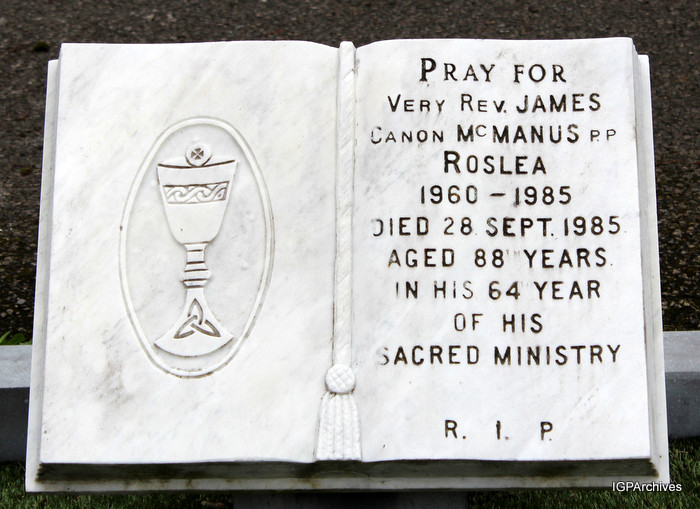 PRAY FOR
VERY REV. JAMES
CANON McMANUS P.P.
ROSLEA
1960 - 1985
DIED 28 SEPT. 1985
AGED 88 YEARS.
IN HIS 64 YEAR
OF HIS
SACRED MINISTRY
R. I. P.
IGPArchives